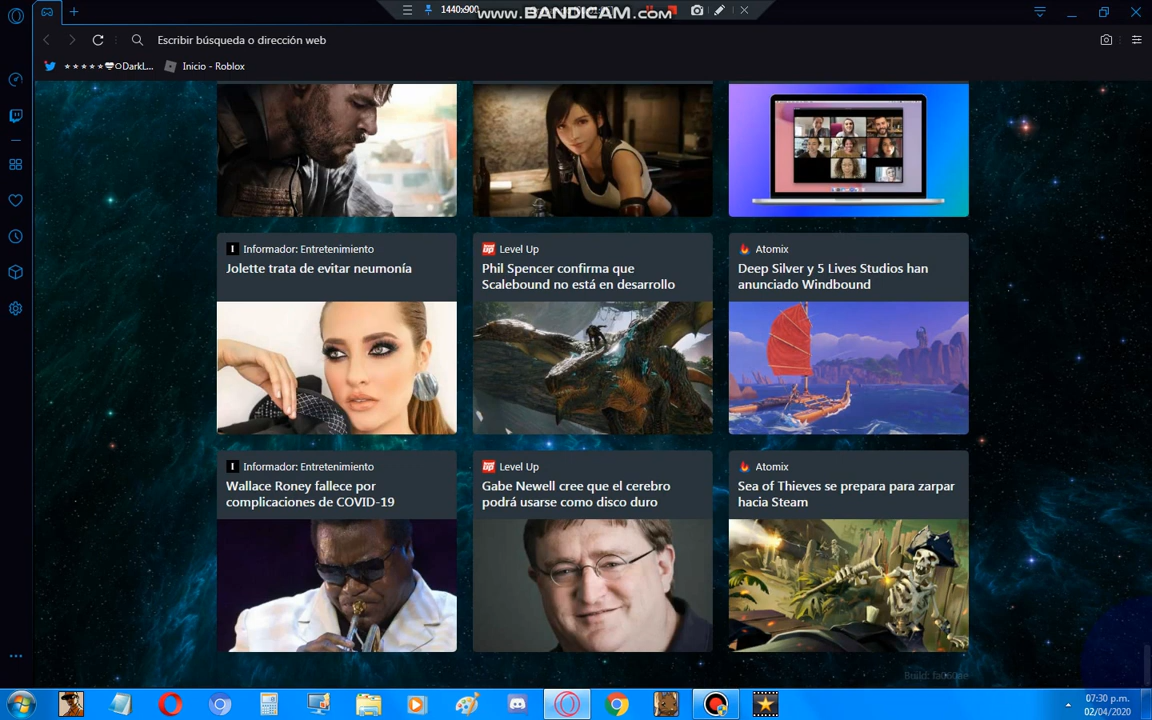 1440x900
www.BANDICAM.com
Escribir búsqueda o dirección web
★★★★★❤○DarkL...
Inicio - Roblox
Informador: Entretenimiento
Jolette trata de evitar neumonía
Level Up
Phil Spencer confirma que
Scalebound no está en desarrollo
Atomix
Deep Silver y 5 Lives Studios han
anunciado Windbound
Informador: Entretenimiento
Wallace Roney fallece por
complicaciones de COVID-19
Level Up
Gabe Newell cree que el cerebro
podrá usarse como disco duro
Atomix
Sea of Thieves se prepara para zarpar
hacia Steam
07:30 p.m.
02/04/2020